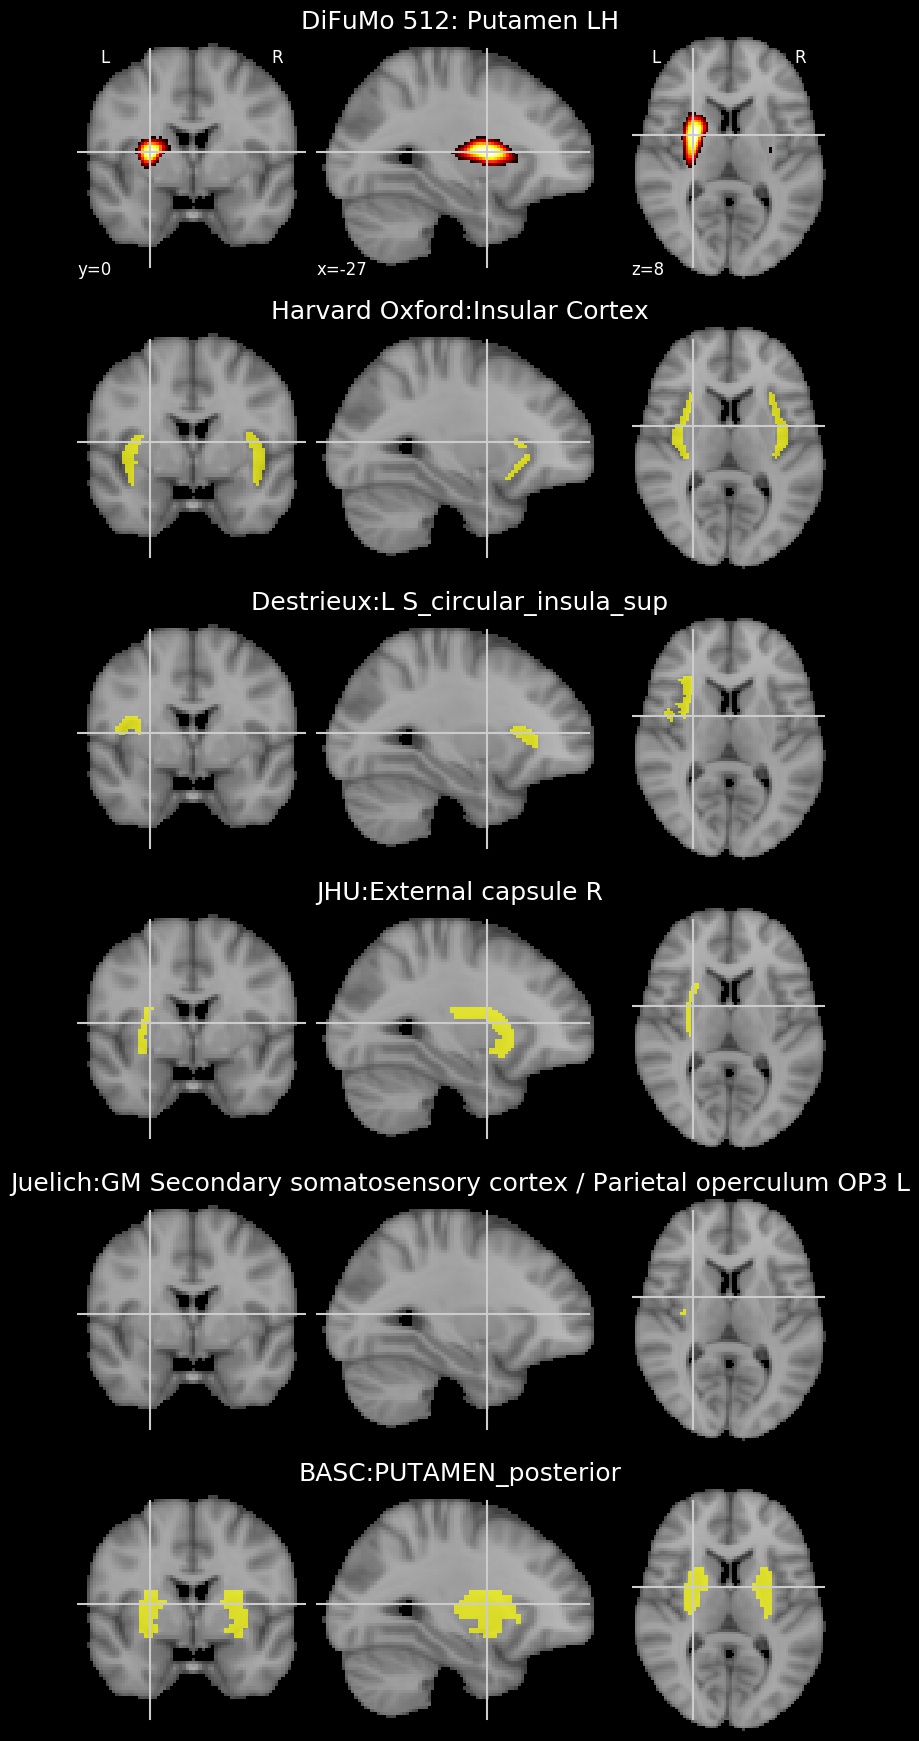 DiFuMo 512: Putamen LH
L R L R
y=0 x=-27 z=8
Harvard Oxford:Insular Cortex
Destrieux:L S_circular_insula_sup
JHU:External capsule R
Juelich:GM Secondary somatosensory cortex / Parietal operculum OP3 L
BASC:PUTAMEN_posterior